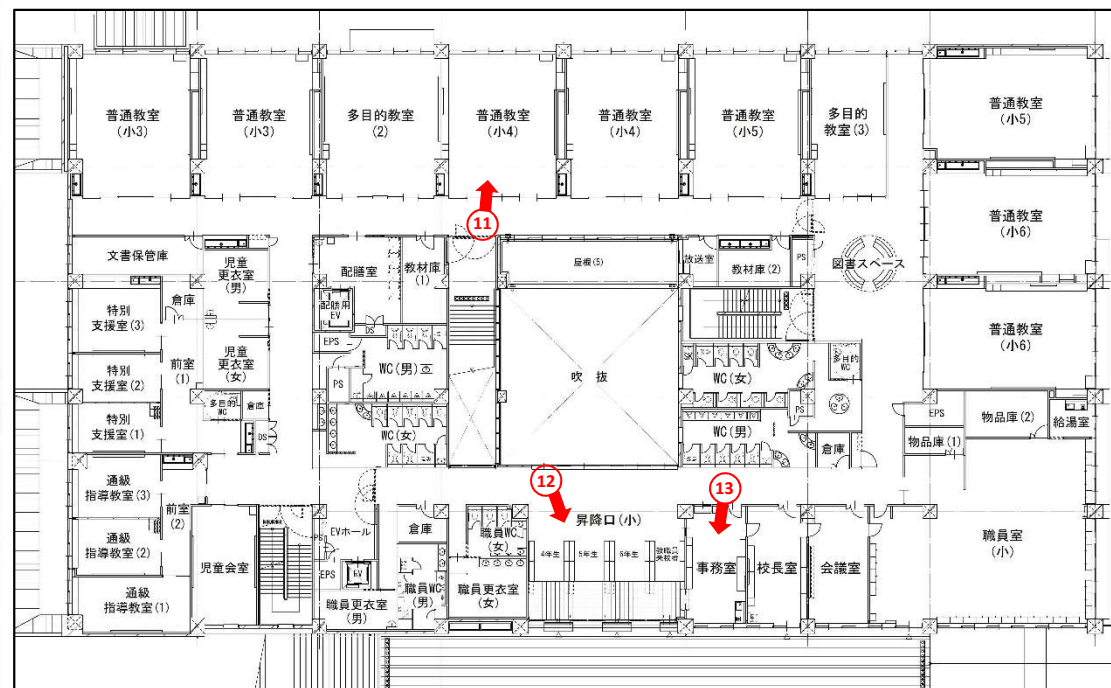 普通教室
(小3)
普通教室
(小3)
多目的教室
(2)
普通教室
(小4)
普通教室
(小4)
普通教室
(小5)
多目的
教室(3)
普通教室
(小5)
11
普通教室
(小6)
文書保管庫
児童
更衣室
(男)
配膳室
教材庫
(1)
屋根(5)
放送室
教材庫(2)
PS
図書スペース
倉庫
特別
支援室(3)
配膳用
EV
DS
EPS
普通教室
(小6)
児童
更衣室
(女)
前室
(1)
特別
支援室(2)
WC(男)
PS
吹 抜
SK
WC(女)
多目的
WC
多目的
WC
倉庫
特別
支援室(1)
DS
WC(女)
PS
WC(男)
倉庫
EPS
物品庫(2)
給湯室
物品庫(1)
通級
指導教室(3)
前室
(2)
12
13
通級
指導教室(2)
児童会室
PS
EVホール
倉庫
職員WC
(女)
昇降口(小)
4年生
5年生
6年生
教職員
来校者
事務室
校長室
会議室
職員室
(小)
EPS
EV
職員WC
(男)
通級
指導教室(1)
職員更衣室
(男)
職員更衣室
(女)